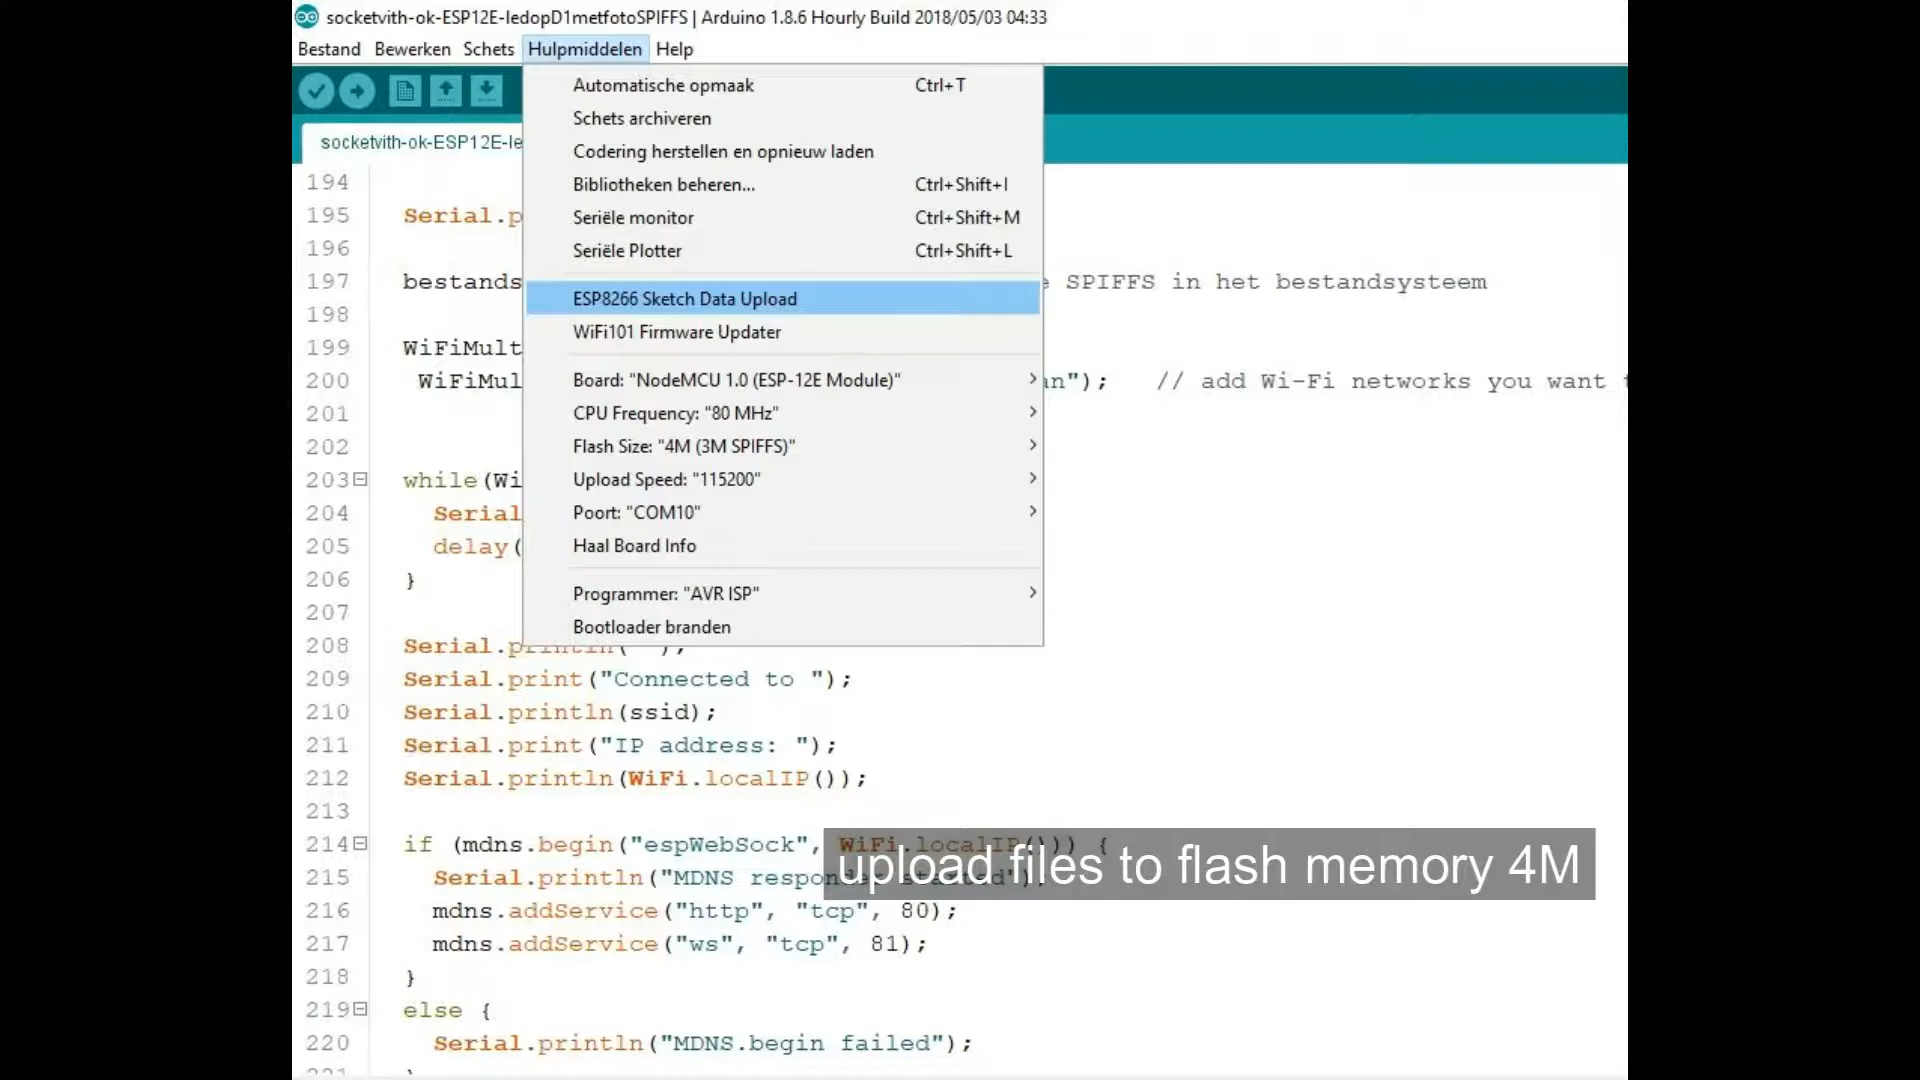 socketvith-ok-ESP12E-ledopD1metfotoSPIFFS | Arduino 1.8.6 Hourly Build 2018/05/03 04:33
Bestand Bewerken Schets Hulpmiddelen Help
Automatische opmaak Ctrl+T
Schets archiveren
Codering herstellen en opnieuw laden
Bibliotheken beheren... Ctrl+Shift+I
Seriële monitor Ctrl+Shift+M
Seriële Plotter Ctrl+Shift+L
ESP8266 Sketch Data Upload
WiFi101 Firmware Updater
Board: "NodeMCU 1.0 (ESP-12E Module)"
CPU Frequency: "80 MHz"
Flash Size: "4M (3M SPIFFS)"
Upload Speed: "115200"
Poort: "COM10"
Haal Board Info
Programmer: "AVR ISP"
Bootloader branden
socketvith-ok-ESP12E-le
194
195 Serial.p
196
197 bestands SPIFFS in het bestandsysteem
198
199 WiFiMult
200 WiFiMul an"); // add Wi-Fi networks you want
201
202
203 while(Wi
204 Serial
205 delay(
206 }
207
208 Serial.println(" ");
209 Serial.print("Connected to ");
210 Serial.println(ssid);
211 Serial.print("IP address: ");
212 Serial.println(WiFi.localIP());
213
214 if (mdns.begin("espWebSock", WiFi.localIP())) {
215 Serial.println("MDNS responder started");
216 mdns.addService("http", "tcp", 80);
217 mdns.addService("ws", "tcp", 81);
218 }
219 else {
220 Serial.println("MDNS.begin failed");
upload files to flash memory 4M